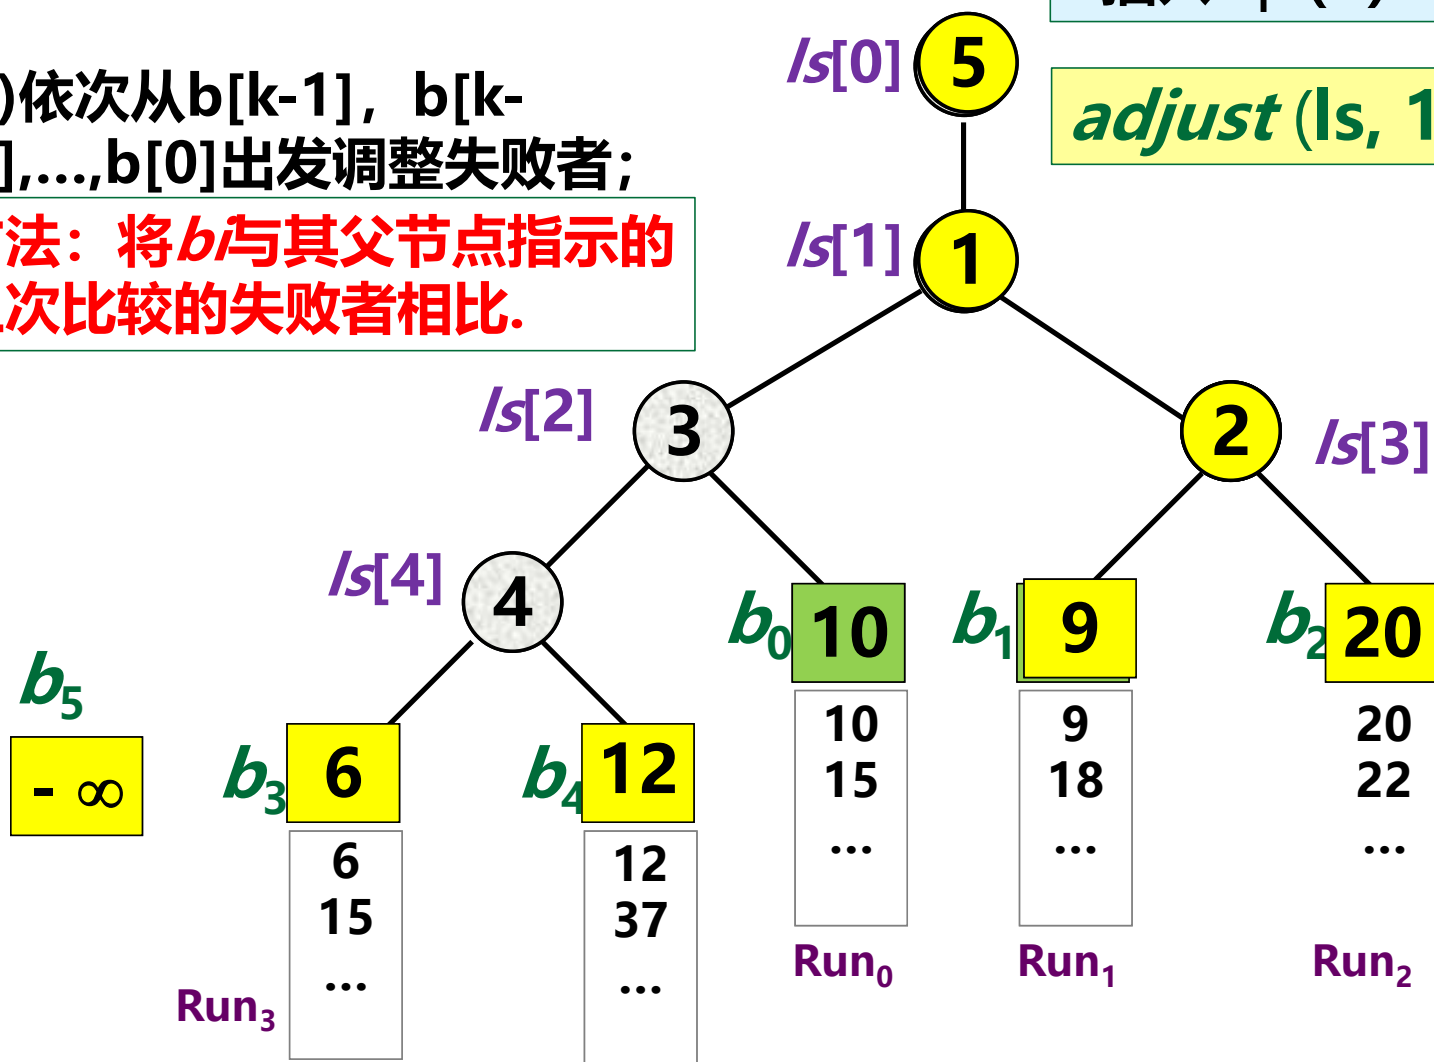 )依次从b[k-1]，b[k-
],…,b[0]出发调整失败者；
法：将bi与其父节点指示的
次比较的失败者相比.
adjust (ls, 1
ls[0]
5
ls[1]
1
ls[2]
3
2
ls[3]
ls[4]
4
b0
10
b1
9
b2
20
b5
- ∞
b3
6
b4
12
10
15
...
9
18
...
20
22
...
6
15
...
12
37
...
Run0
Run1
Run2
Run3